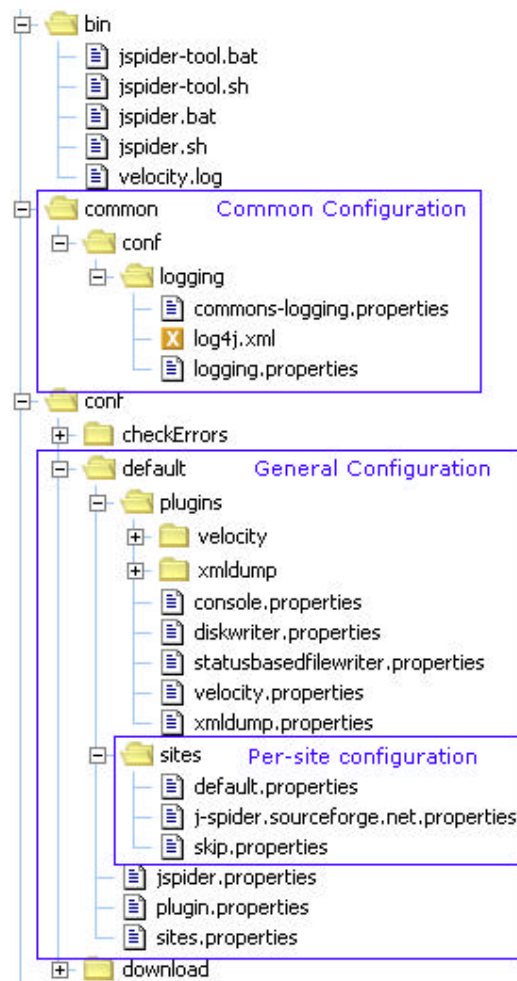 bin
jspider-tool.bat
jspider-tool.sh
jspider.bat
jspider.sh
velocity.log
common Common Configuration
conf
logging
commons-logging.properties
log4j.xml
logging.properties
conf
checkErrors
default General Configuration
plugins
velocity
xmldump
console.properties
diskwriter.properties
statusbasedfilewriter.properties
velocity.properties
xmldump.properties
sites Per-site configuration
default.properties
j-spider.sourceforge.net.properties
skip.properties
jspider.properties
plugin.properties
sites.properties
download